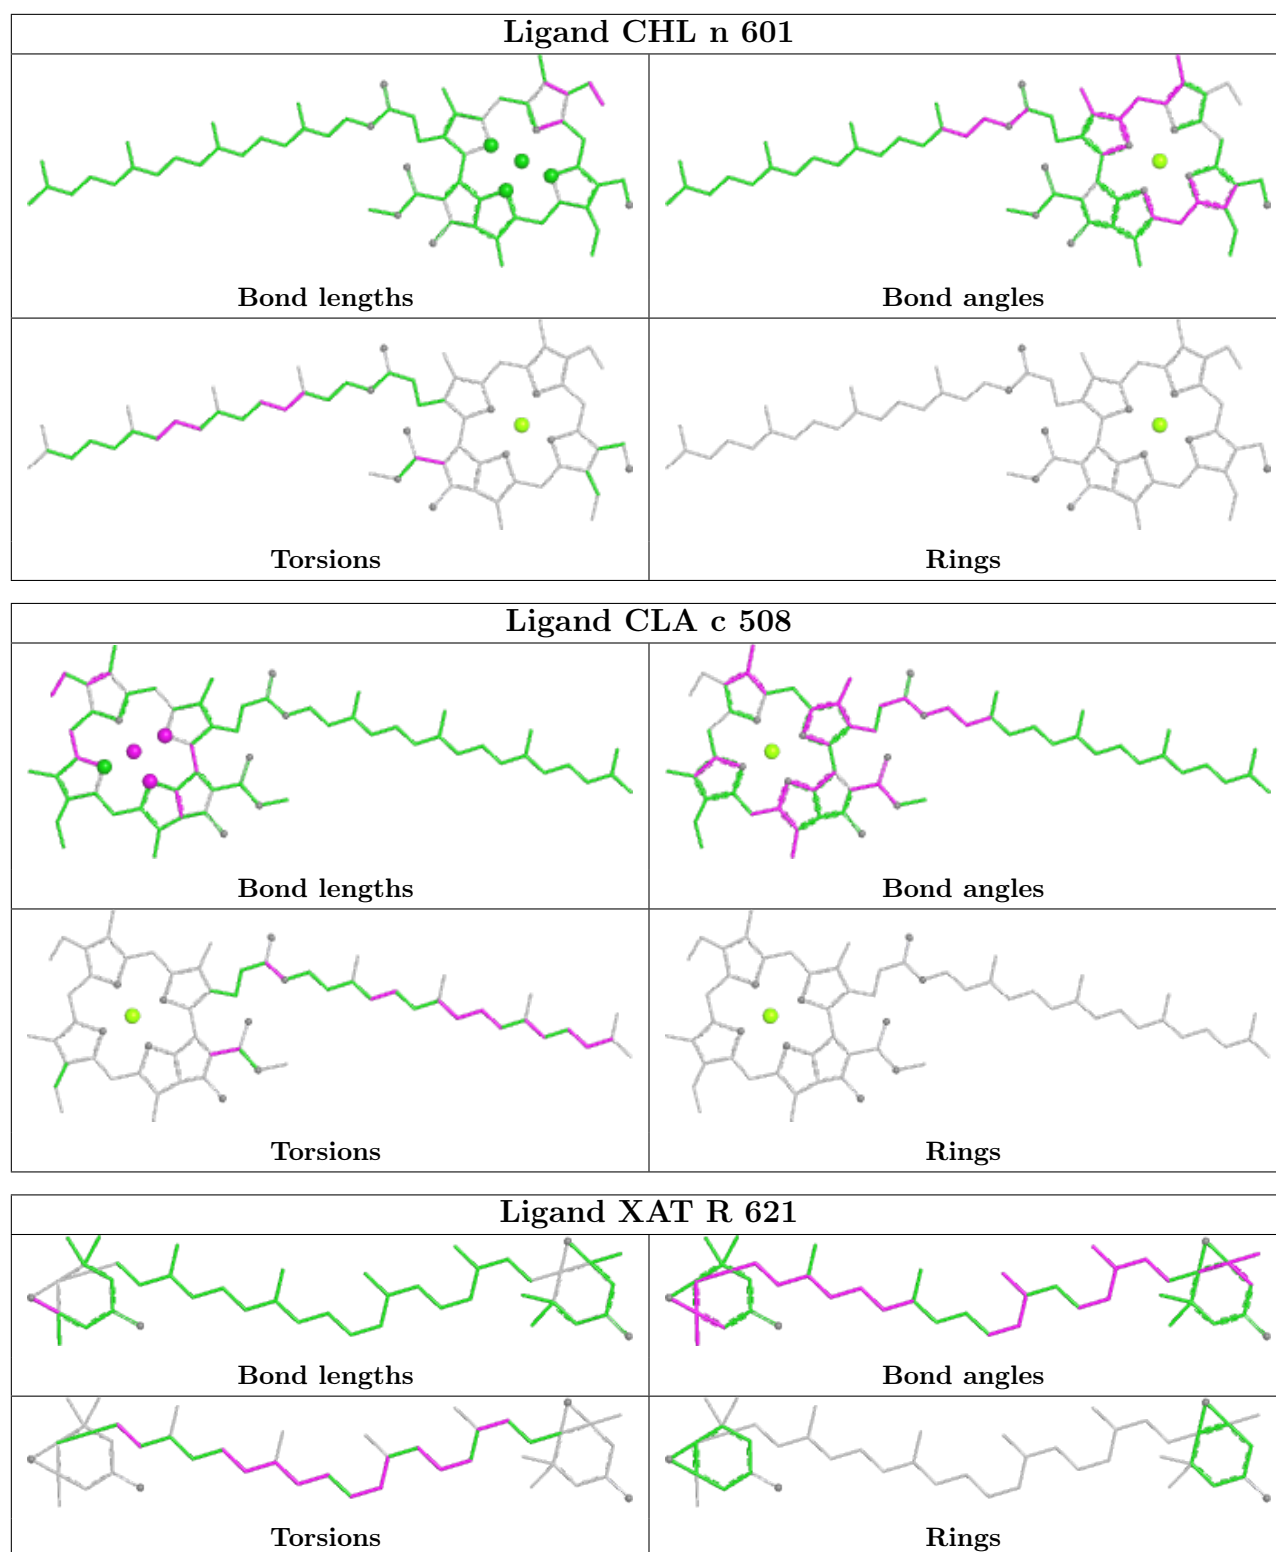 Ligand CHL n 601
Bond lengths
Bond angles
Torsions
Rings
Ligand CLA c 508
Bond lengths
Bond angles
Torsions
Rings
Ligand XAT R 621
Bond lengths
Bond angles
Torsions
Rings